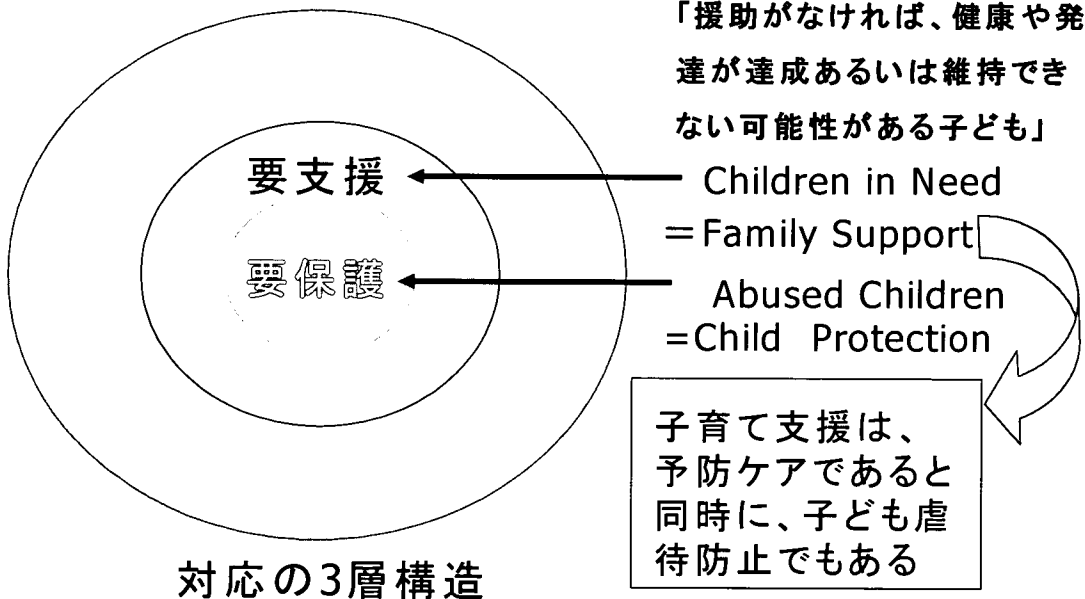 「援助がなければ、健康や発
達が達成あるいは維持でき
ない可能性がある子ども」
要支援
Children in Need
＝Family Support
要保護
Abused Children
＝Child Protection
子育て支援は、
予防ケアであると
同時に、子ども虐
待防止でもある
対応の3層構造